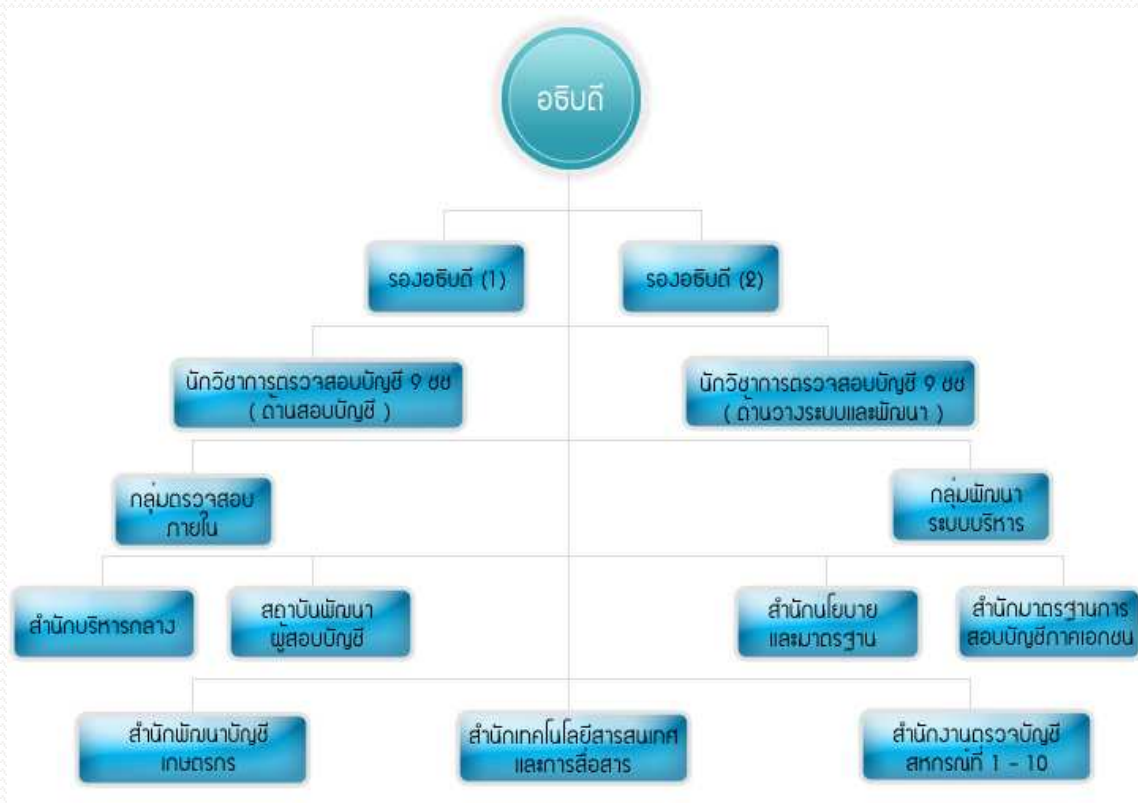 อธิบดี
รองอธิบดี (1)
รองอธิบดี (2)
นักวิชาการตรวจสอบบัญชี 9 ชช
( ด้านสอบบัญชี )
นักวิชาการตรวจสอบบัญชี 9 ชช
( ด้านวางระบบและพัฒนา )
กลุ่มตรวจสอบ
ภายใน
กลุ่มพัฒนา
ระบบบริหาร
สำนักบริหารกลาง
สถาบันพัฒนา
ผู้สอบบัญชี
สำนักนโยบาย
และมาตรฐาน
สำนักมาตรฐานการ
สอบบัญชีภาคเอกชน
สำนักพัฒนาบัญชี
เกษตรกร
สำนักเทคโนโลยีสารสนเทศ
และการสื่อสาร
สำนักงานตรวจบัญชี
สหกรณ์ที่ 1 - 10